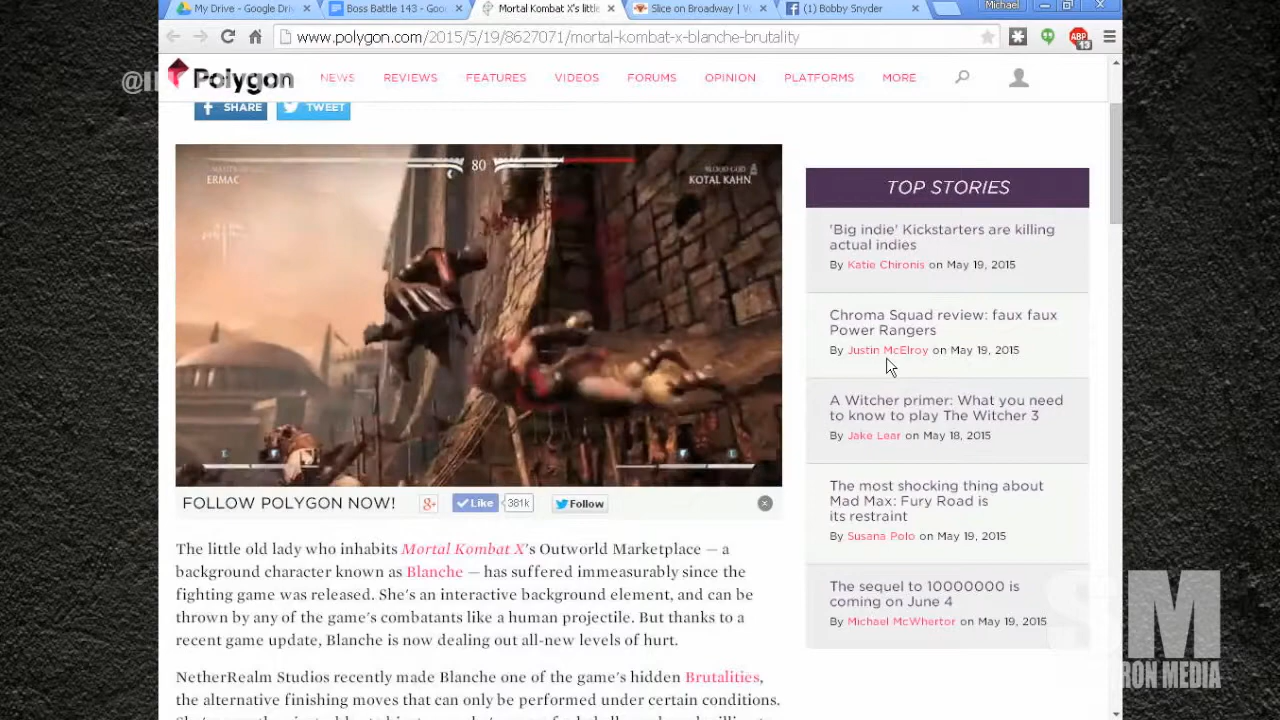 My Drive - Google Dri
Boss Battle 143 - Goo
Mortal Kombat X's little
Slice on Broadway | Vo
(1) Bobby Snyder
Michael
www.polygon.com/2015/5/19/8627071/mortal-kombat-x-blanche-brutality
ABP
13
Polygon
NEWS
REVIEWS
FEATURES
VIDEOS
FORUMS
OPINION
PLATFORMS
MORE
SHARE
TWEET
80
ERMAC
KOTAL KAHN
FOLLOW POLYGON NOW!
Like
381k
Follow
The little old lady who inhabits Mortal Kombat X's Outworld Marketplace — a
background character known as Blanche — has suffered immeasurably since the
fighting game was released. She's an interactive background element, and can be
thrown by any of the game's combatants like a human projectile. But thanks to a
recent game update, Blanche is now dealing out all-new levels of hurt.
NetherRealm Studios recently made Blanche one of the game's hidden Brutalities,
the alternative finishing moves that can only be performed under certain conditions.
TOP STORIES
'Big indie' Kickstarters are killing
actual indies
By Katie Chironis on May 19, 2015
Chroma Squad review: faux faux
Power Rangers
By Justin McElroy on May 19, 2015
A Witcher primer: What you need
to know to play The Witcher 3
By Jake Lear on May 18, 2015
The most shocking thing about
Mad Max: Fury Road is
its restraint
By Susana Polo on May 19, 2015
The sequel to 10000000 is
coming on June 4
By Michael McWhertor on May 19, 2015
SM
RON MEDIA